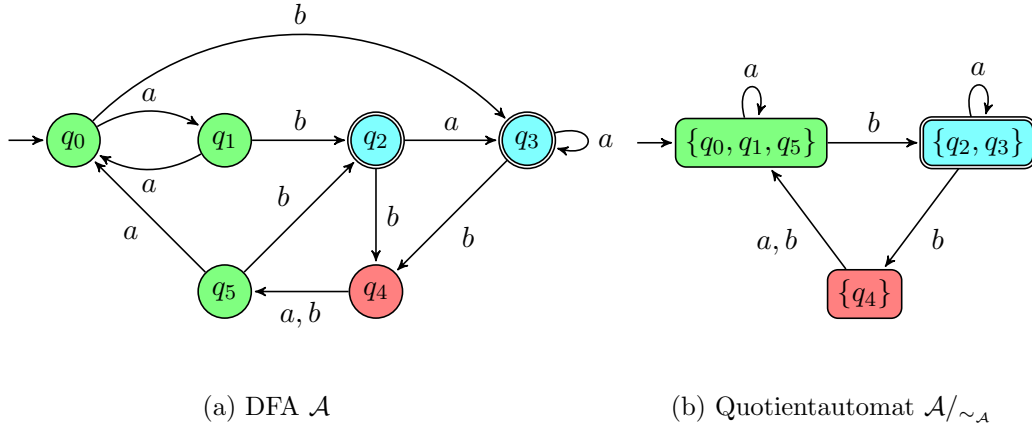 b
a
a
q₀
a
b
q₁
b
q₂
a
q₃
a
{q₀, q₁, q₅}
b
{q₂, q₃}
a
b
b
b
a
a, b
b
q₅
a, b
q₄
{q₄}
(a) DFA 𝒜
(b) Quotientautomat 𝒜/∼𝒜